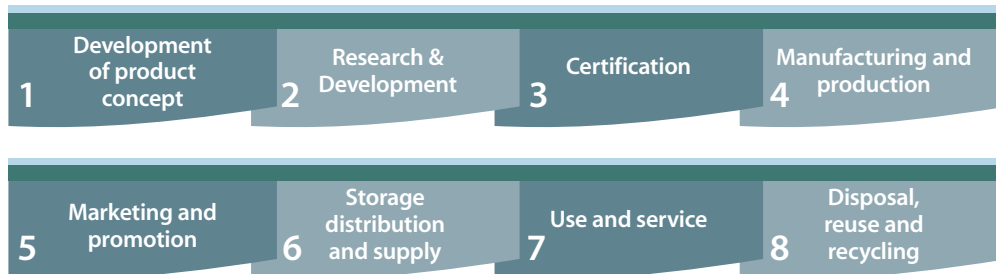 1
Development
of product
concept
2
Research &
Development
3
Certification
4
Manufacturing and
production
5
Marketing and
promotion
6
Storage
distribution
and supply
7
Use and service
8
Disposal,
reuse and
recycling